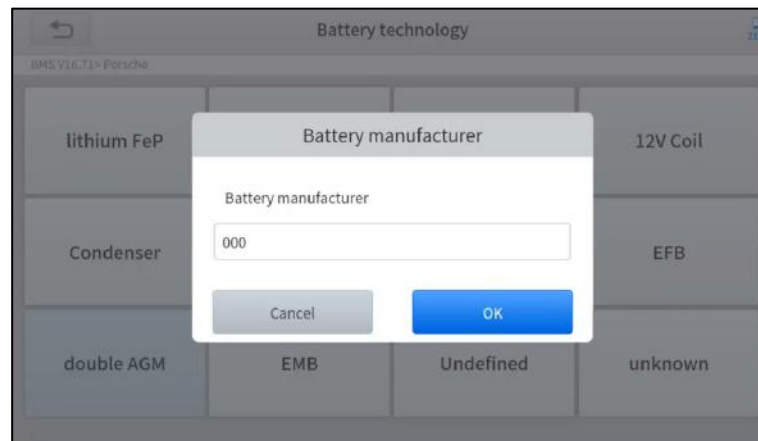 Battery technology
BMS V16.71> Porsche
lithium FeP
12V Coil
Battery manufacturer
Battery manufacturer
000
Cancel
OK
Condenser
EFB
double AGM
EMB
Undefined
unknown